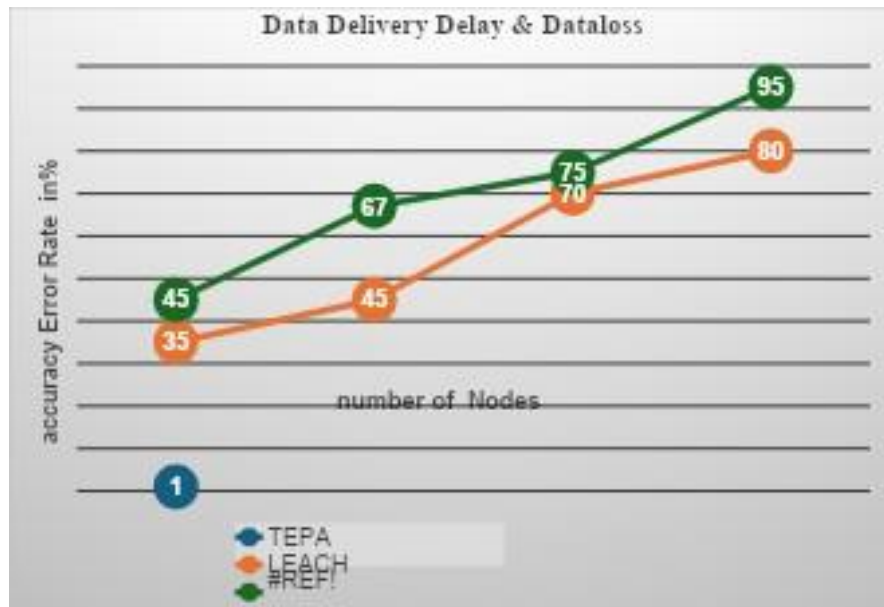 Data Delivery Delay & Dataloss
accuracy Error Rate in%
95
80
75
70
67
45
45
35
number of Nodes
1
TEPA
LEACH
#REF!